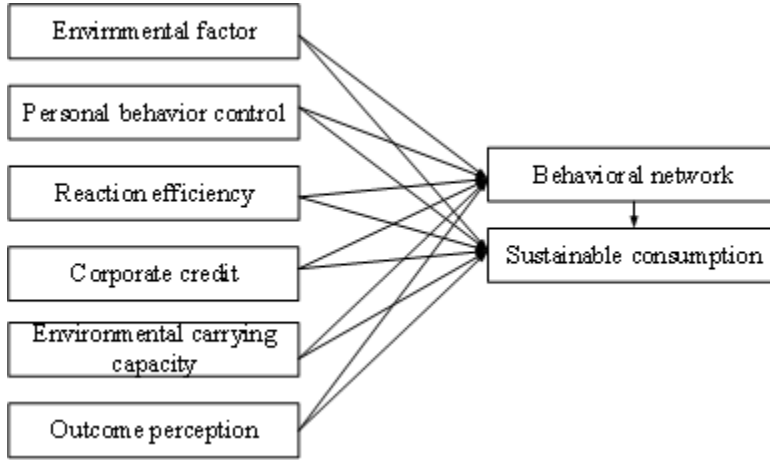 Envirnmental factor
Personal behavior control
Reaction efficiency
Corporate credit
Environmental carrying
capacity
Outcome perception
Behavioral network
Sustainable consumption